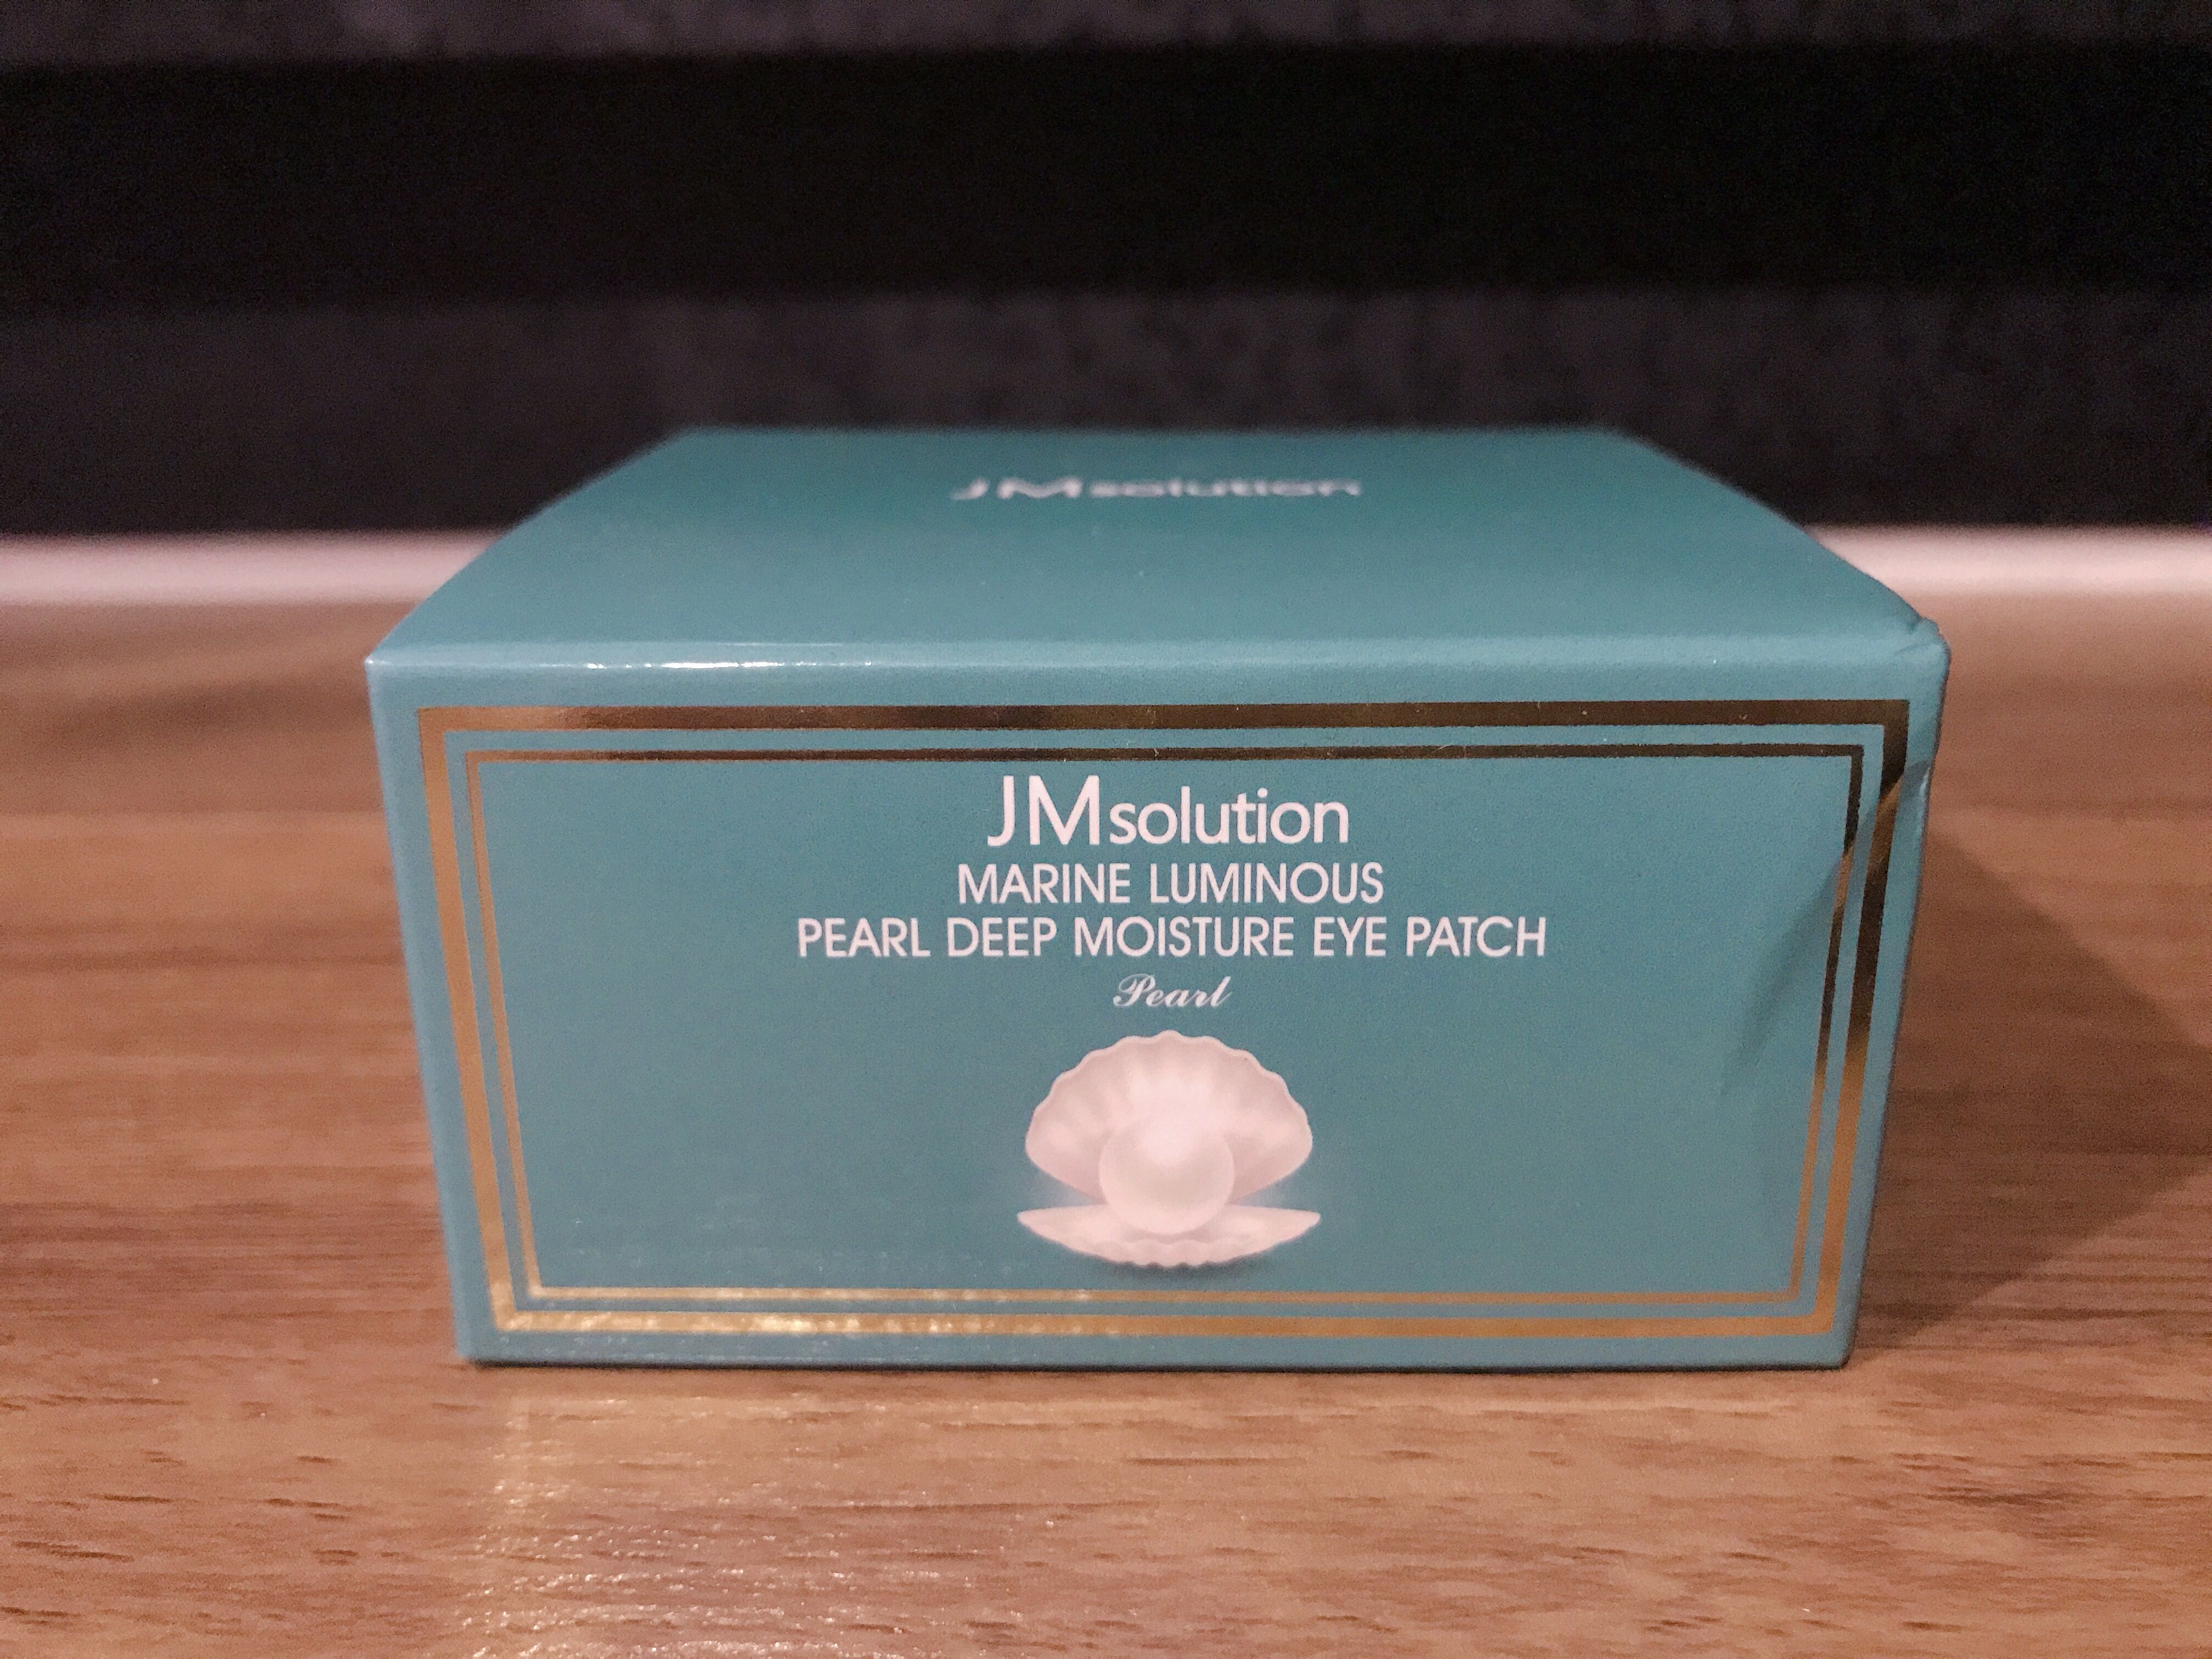 JMsolution
JMsolution
MARINE LUMINOUS
PEARL DEEP MOISTURE EYE PATCH
Pearl